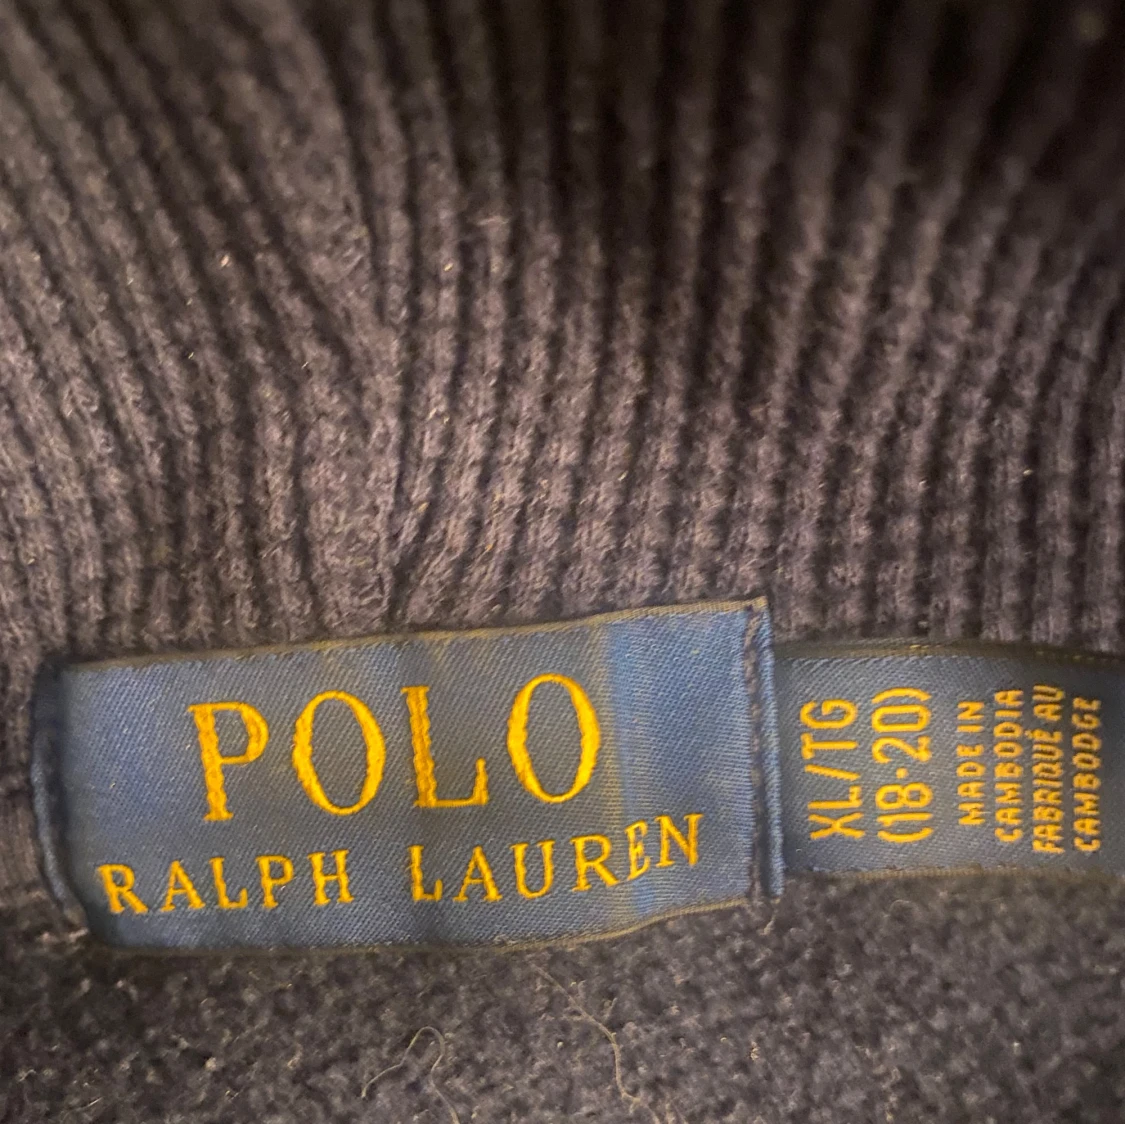 POLO
RALPH LAUREN
XL/TG
(18-20)
MADE IN
CAMBODIA
FABRIQUÉ AU
CAMBODGE